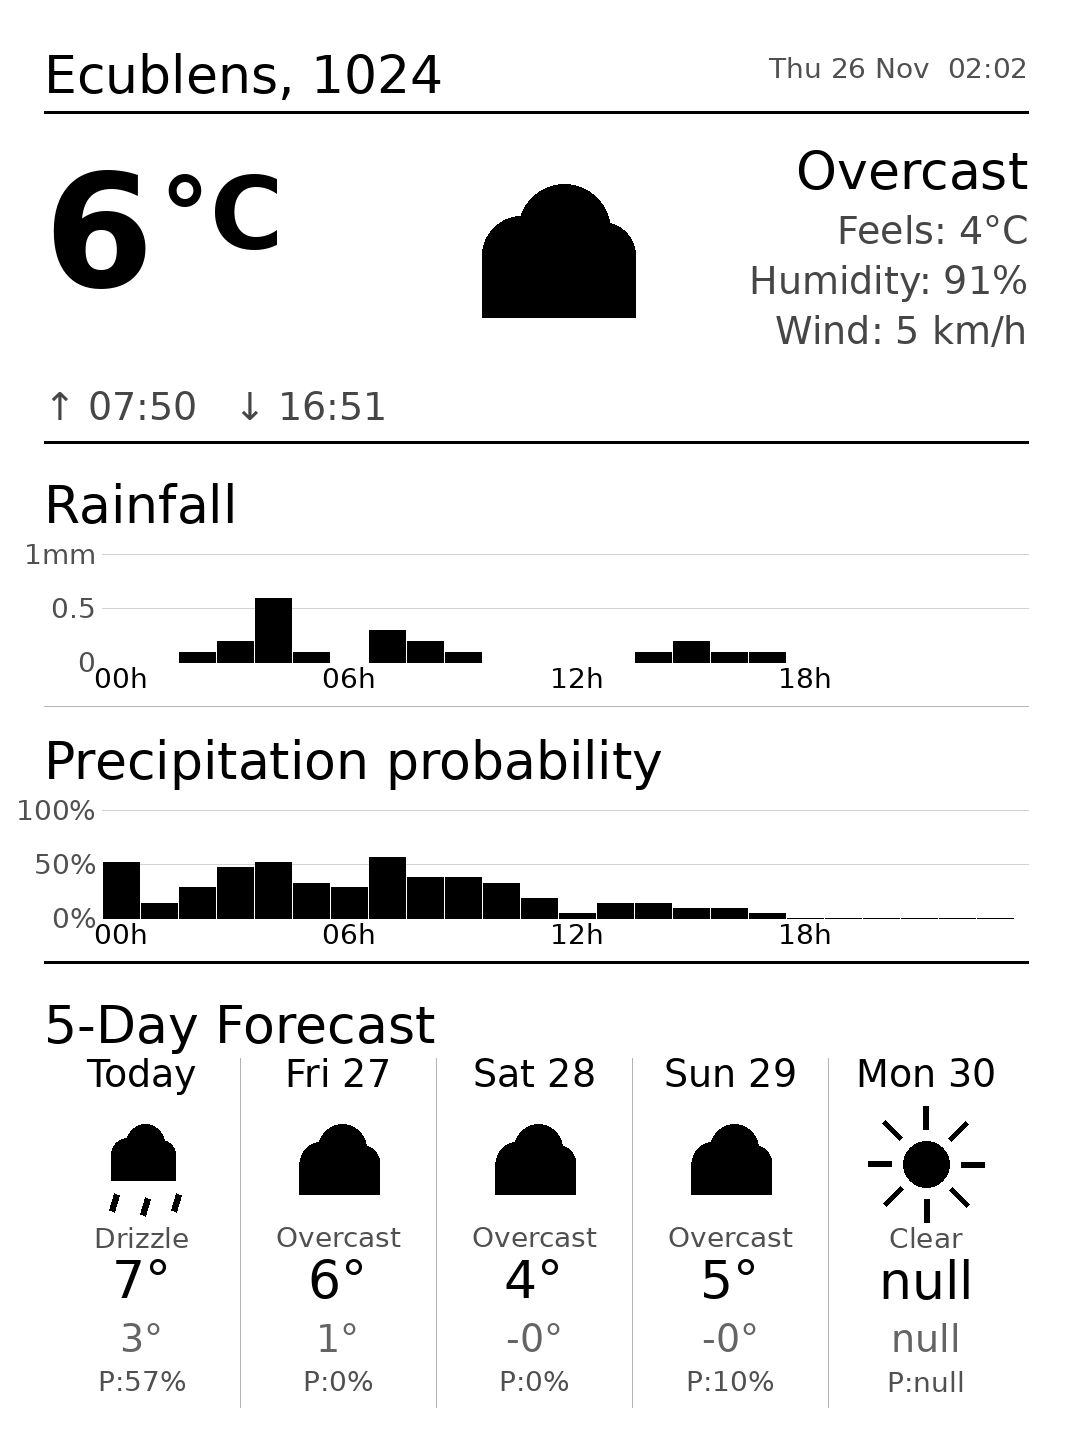 Ecublens, 1024
Thu 26 Nov  02:02
6 °C
Overcast
Feels: 4°C
Humidity: 91%
Wind: 5 km/h
↑ 07:50 ↓ 16:51
Rainfall
1mm
0.5
0
00h 06h 12h 18h
Precipitation probability
100%
50%
0%
00h 06h 12h 18h
5-Day Forecast
Today Fri 27 Sat 28 Sun 29 Mon 30
Drizzle Overcast Overcast Overcast Clear
7° 6° 4° 5° null
3° 1° -0° -0° null
P:57% P:0% P:0% P:10% P:null